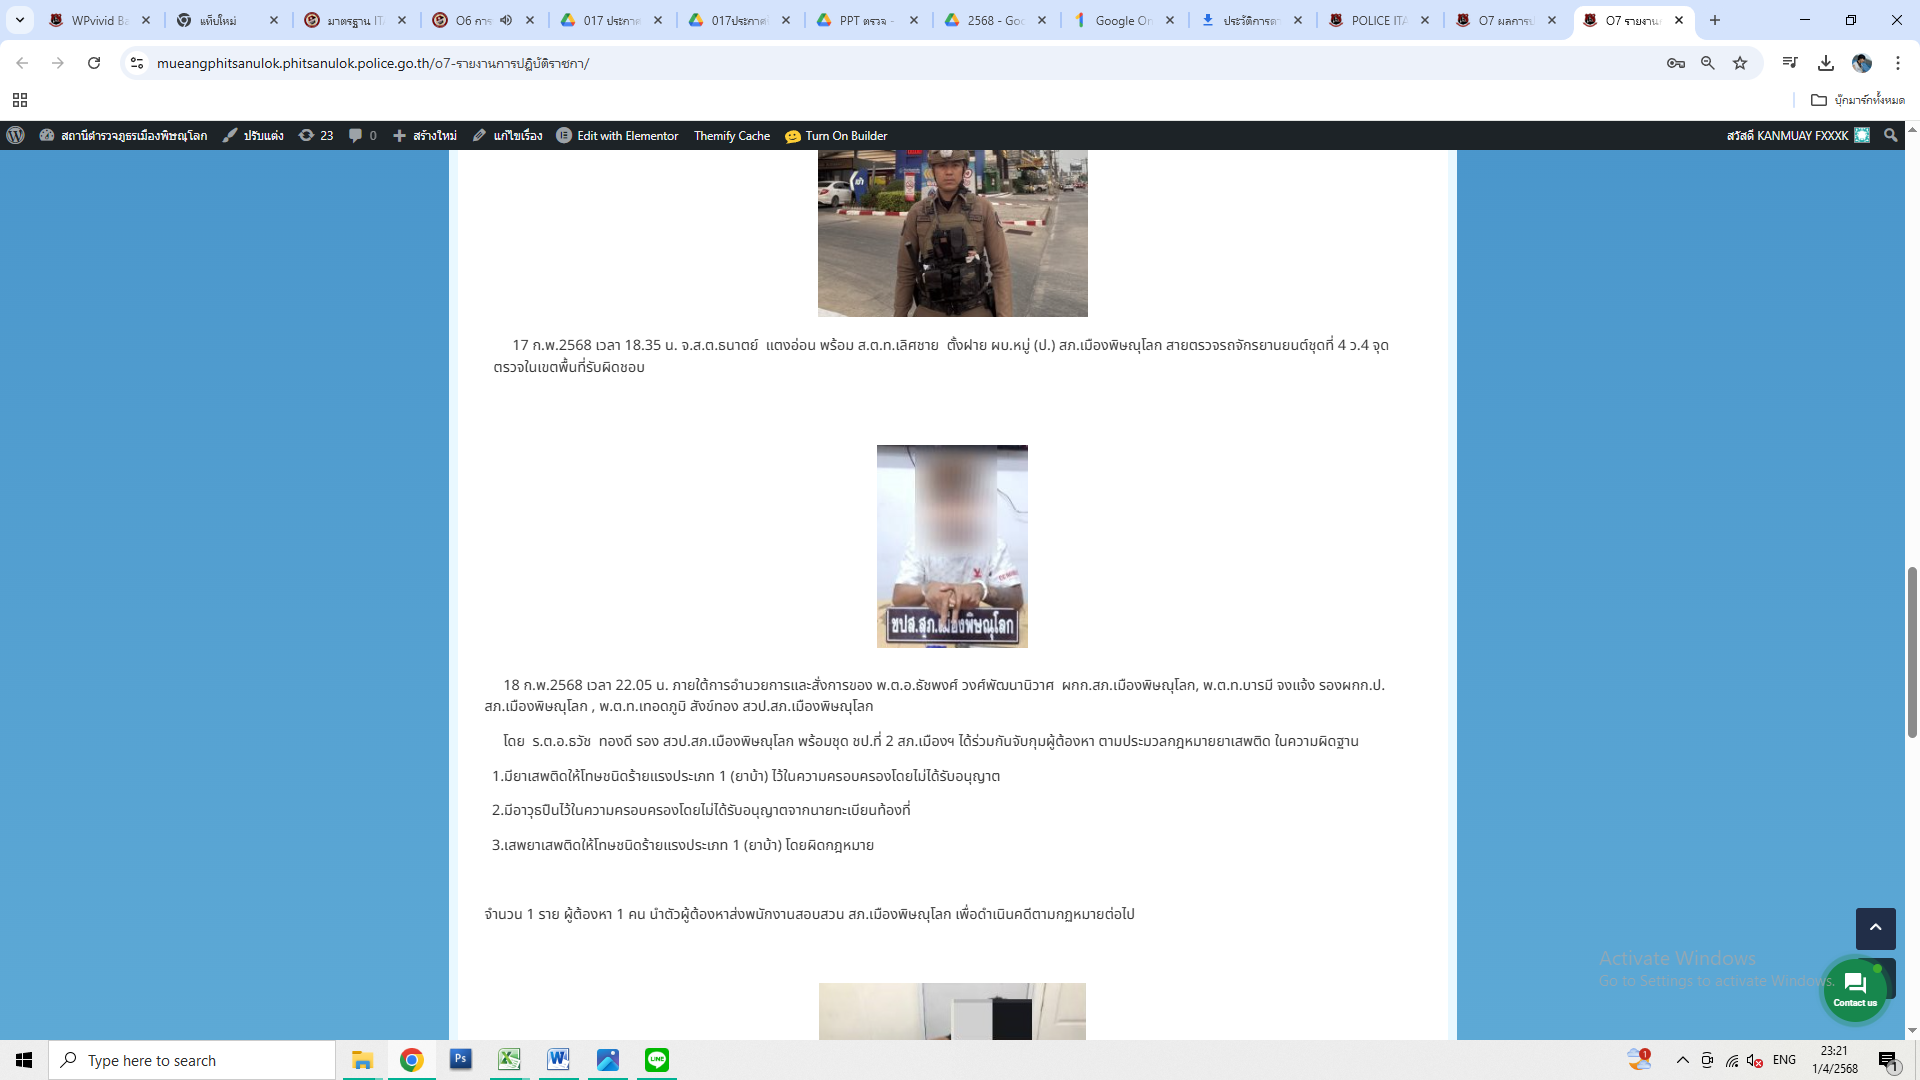 WPvivid Ba
แท็บใหม่
มาตรฐาน ITA
O6 การ
017 ประกาศ
017ประกาศ
PPT ตรวจ -
2568 - Goo
Google On
ประวัติการดา
POLICE ITA
O7 ผลการป
O7 รายงานก
mueangphitsanulok.phitsanulok.police.go.th/o7-รายงานการปฏิบัติราชกา/
บุ๊กมาร์กทั้งหมด
สถานีตำรวจภูธรเมืองพิษณุโลก ปรับแต่ง 23 0 สร้างใหม่ แก้ไขเรื่อง Edit with Elementor Themify Cache Turn On Builder สวัสดี KANMUAY FXXXK
17 ก.พ.2568 เวลา 18.35 น. จ.ส.ต.ธนาตย์ แตงอ่อน พร้อม ส.ต.ท.เลิศชาย ตั้งฝาย ผบ.หมู่ (ป.) สภ.เมืองพิษณุโลก สายตรวจรถจักรยานยนต์ชุดที่ 4 ว.4 จุด
ตรวจในเขตพื้นที่รับผิดชอบ
ขปส.สภ.เมืองพิษณุโลก
18 ก.พ.2568 เวลา 22.05 น. ภายใต้การอำนวยการและสั่งการของ พ.ต.อ.ธัชพงศ์ วงศ์พัฒนานิวาศ ผกก.สภ.เมืองพิษณุโลก, พ.ต.ท.บารมี จงแจ้ง รองผกก.ป.
สภ.เมืองพิษณุโลก , พ.ต.ท.เทอดภูมิ สังข์ทอง สวป.สภ.เมืองพิษณุโลก
โดย ร.ต.อ.ธวัช ทองดี รอง สวป.สภ.เมืองพิษณุโลก พร้อมชุด ชป.ที่ 2 สภ.เมืองฯ ได้ร่วมกันจับกุมผู้ต้องหา ตามประมวลกฎหมายยาเสพติด ในความผิดฐาน
1.มียาเสพติดให้โทษชนิดร้ายแรงประเภท 1 (ยาบ้า) ไว้ในความครอบครองโดยไม่ได้รับอนุญาต
2.มีอาวุธปืนไว้ในความครอบครองโดยไม่ได้รับอนุญาตจากนายทะเบียนท้องที่
3.เสพยาเสพติดให้โทษชนิดร้ายแรงประเภท 1 (ยาบ้า) โดยผิดกฎหมาย
จำนวน 1 ราย ผู้ต้องหา 1 คน นำตัวผู้ต้องหาส่งพนักงานสอบสวน สภ.เมืองพิษณุโลก เพื่อดำเนินคดีตามกฎหมายต่อไป
Activate Windows
Go to Settings to activate Windows.
Contact us
Type here to search
ENG
23:21
1/4/2568
1
1